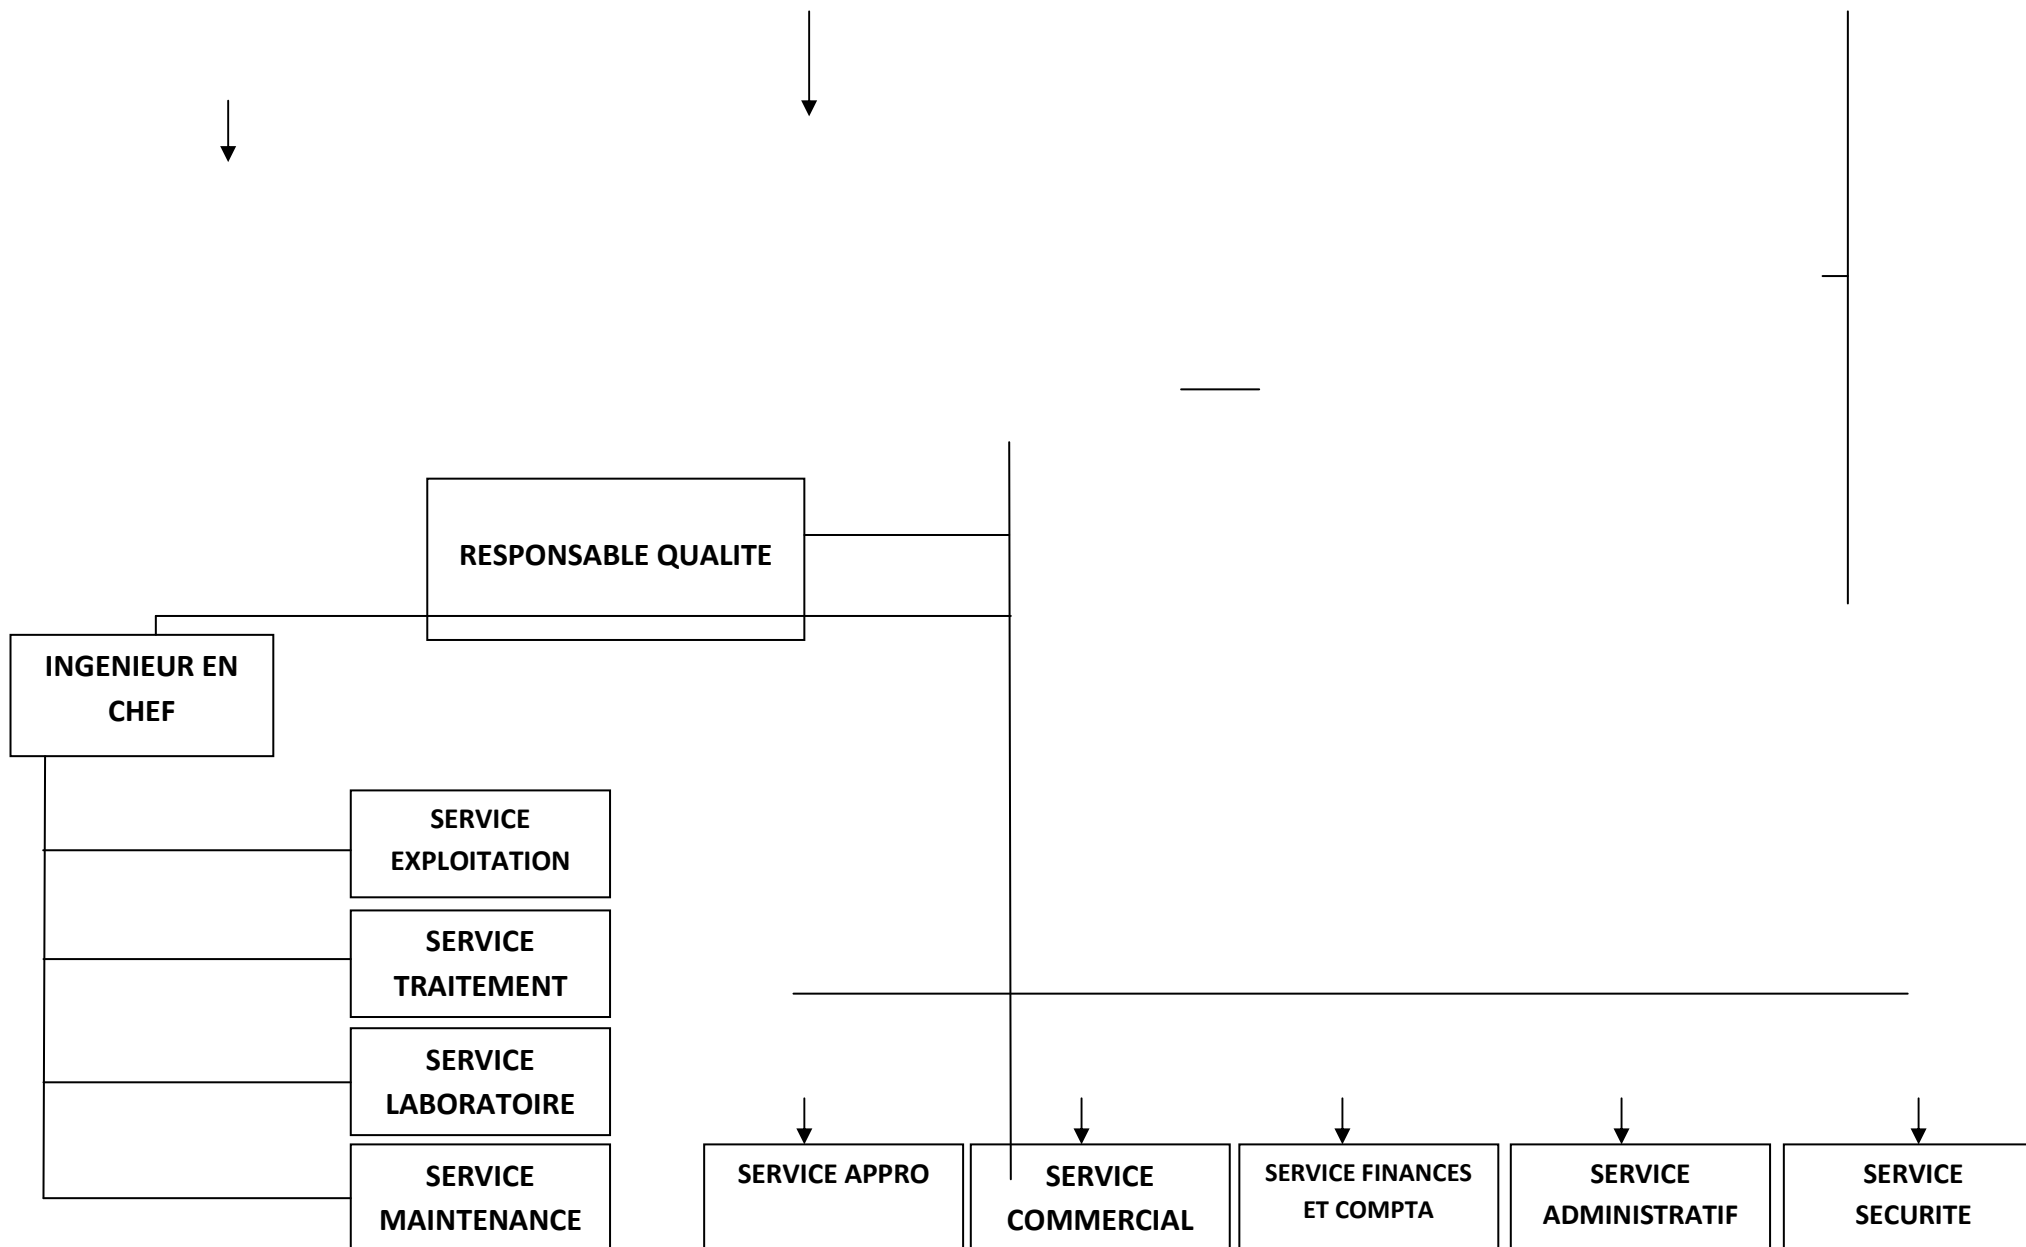 RESPONSABLE QUALITE
INGENIEUR EN
CHEF
SERVICE
EXPLOITATION
SERVICE
TRAITEMENT
SERVICE
LABORATOIRE
SERVICE
MAINTENANCE
SERVICE APPRO
SERVICE
COMMERCIAL
SERVICE FINANCES
ET COMPTA
SERVICE
ADMINISTRATIF
SERVICE
SECURITE